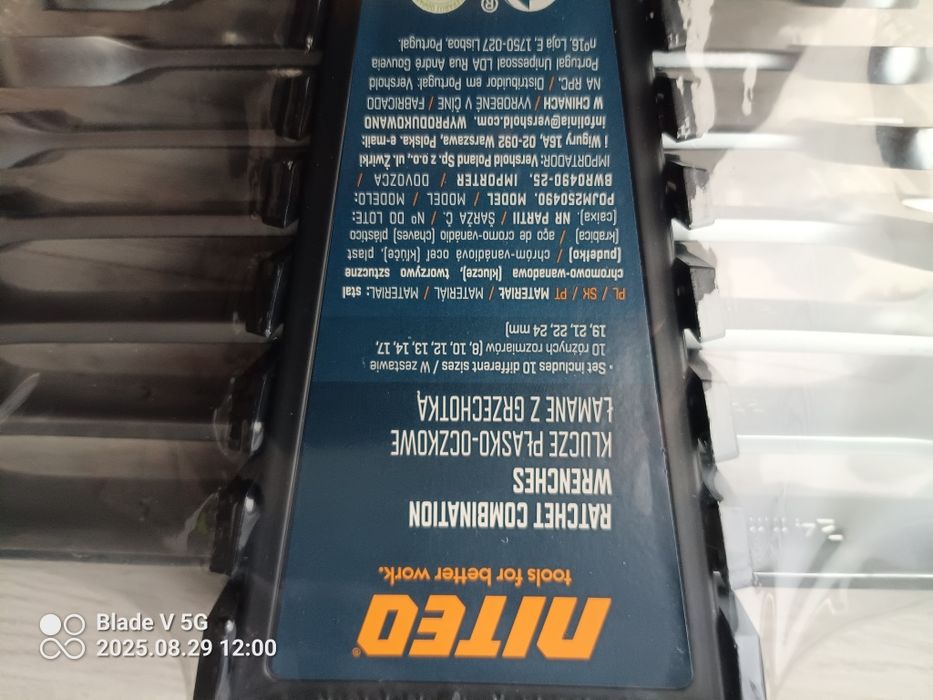 NITEO®
tools for better work.
RATCHET COMBINATION
WRENCHES
KLUCZE PŁASKO-OCZKOWE
ŁAMANE Z GRZECHOTKĄ
• Set includes 10 different sizes / W zestawie
10 różnych rozmiarów (8, 10, 12, 13, 14, 17,
19, 21, 22, 24 mm)
PL / SK / PT MATERIAŁ / MATERIÁL / MATERIAL: stal
chromowo-wanadowa [klucze], tworzywo sztuczne
[pudełko] / chróm-vanádiová oceľ [kľúče], plast
[krabica] / aço de cromo-vanádio [chaves] plástico
[caixa]. NR PARTII / ŠARŽA Č. / Nº DO LOTE:
POJM250490. MODEL / MODEL / MODELO:
BWR0490-25. IMPORTER / DOVOZCA /
IMPORTADOR: Vershold Poland Sp. z o.o., ul. Żwirki
i Wigury 16A, 02-092 Warszawa, Polska, e-mail:
infolinia@vershold.com. WYPRODUKOWANO
W CHINACH / VYROBENÉ V ČÍNE / FABRICADO
NA RPC. / Distribuidor em Portugal: Vershold
Portugal Unipessoal LDA Rua André Gouveia
nº16, Loja E, 1750-027 Lisboa, Portugal.
®
24
Blade V 5G
2025.08.29 12:00